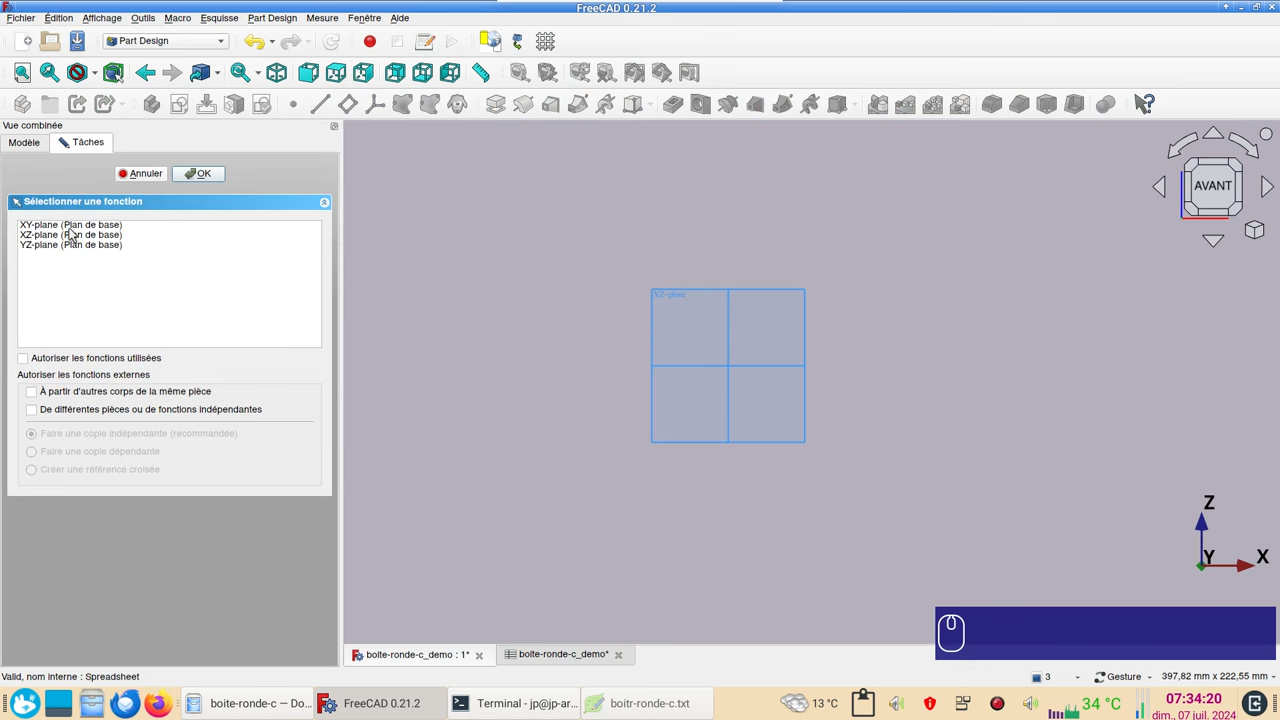 FreeCAD 0.21.2
Fichier Édition Affichage Outils Macro Esquisse Part Design Mesure Fenêtre Aide
Part Design
Vue combinée
Modèle Tâches
Annuler OK
Sélectionner une fonction
XY-plane (Plan de base)
XZ-plane (Plan de base)
YZ-plane (Plan de base)
Autoriser les fonctions utilisées
Autoriser les fonctions externes
À partir d'autres corps de la même pièce
De différentes pièces ou de fonctions indépendantes
Faire une copie indépendante (recommandée)
Faire une copie dépendante
Créer une référence croisée
XZ-plane
AVANT
Z
Y
X
boite-ronde-c_demo : 1*
boite-ronde-c_demo*
Valid, nom interne : Spreadsheet
3
Gesture
397,82 mm x 222,55 mm
boite-ronde-c — Do...
FreeCAD 0.21.2
Terminal - jp@jp-ar...
boitr-ronde-c.txt
13 °C
34 °C
07:34:20
dim., 07 juil. 2024